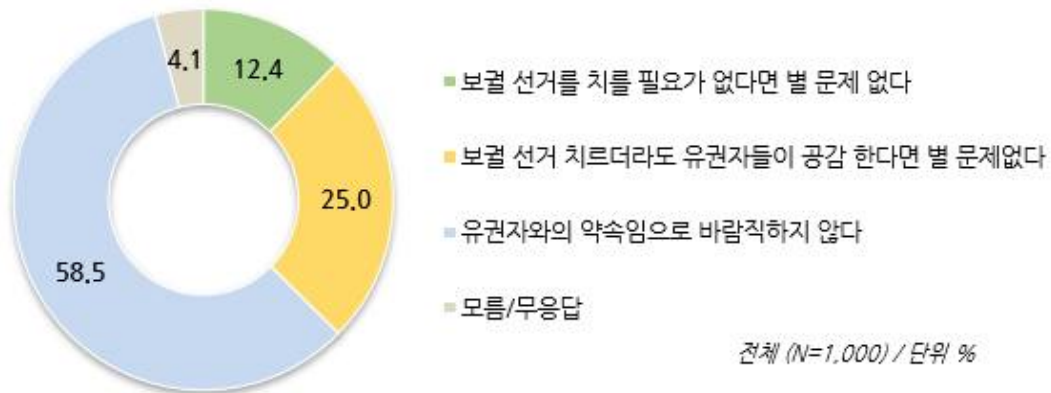 4.1
12.4
보궐 선거를 치를 필요가 없다면 별 문제 없다
보궐 선거 치르더라도 유권자들이 공감 한다면 별 문제없다
25.0
유권자와의 약속임으로 바람직하지 않다
58.5
모름/무응답
전체 (N=1,000) / 단위 %